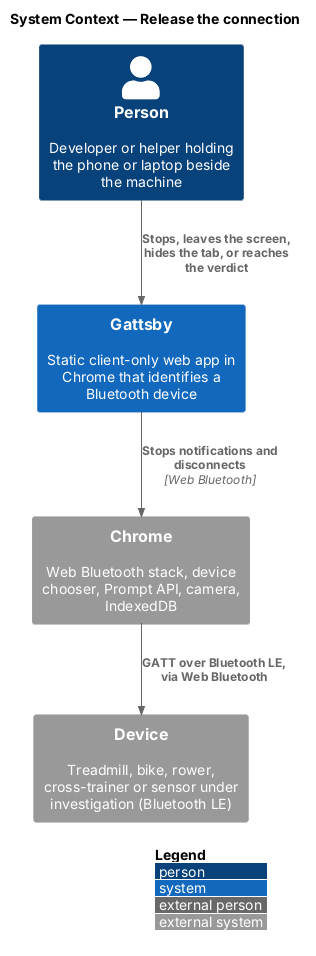 System Context — Release the connection
Person
Developer or helper holding
the phone or laptop beside
the machine
Stops, leaves the screen,
hides the tab, or reaches
the verdict
Gattsby
Static client-only web app in
Chrome that identifies a
Bluetooth device
Stops notifications and
disconnects
[Web Bluetooth]
Chrome
Web Bluetooth stack, device
chooser, Prompt API, camera,
IndexedDB
GATT over Bluetooth LE,
via Web Bluetooth
Device
Treadmill, bike, rower,
cross-trainer or sensor under
investigation (Bluetooth LE)
Legend
person
system
external person
external system